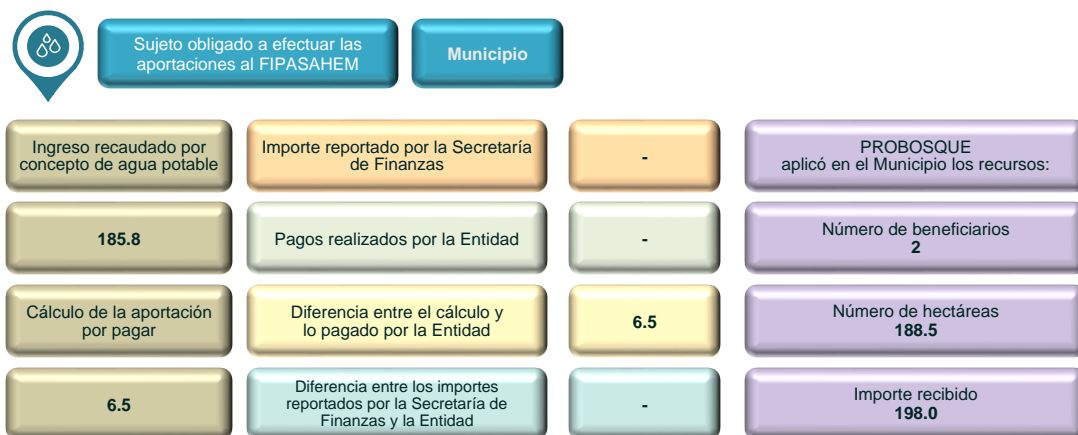 Sujeto obligado a efectuar las
aportaciones al FIPASAHEM
Municipio
Ingreso recaudado por
concepto de agua potable
Importe reportado por la Secretaría
de Finanzas
-
PROBOSQUE
aplicó en el Municipio los recursos:
185.8
Pagos realizados por la Entidad
-
Número de beneficiarios
2
Cálculo de la aportación
por pagar
Diferencia entre el cálculo y
lo pagado por la Entidad
6.5
Número de hectáreas
188.5
6.5
Diferencia entre los importes
reportados por la Secretaría de
Finanzas y la Entidad
-
Importe recibido
198.0